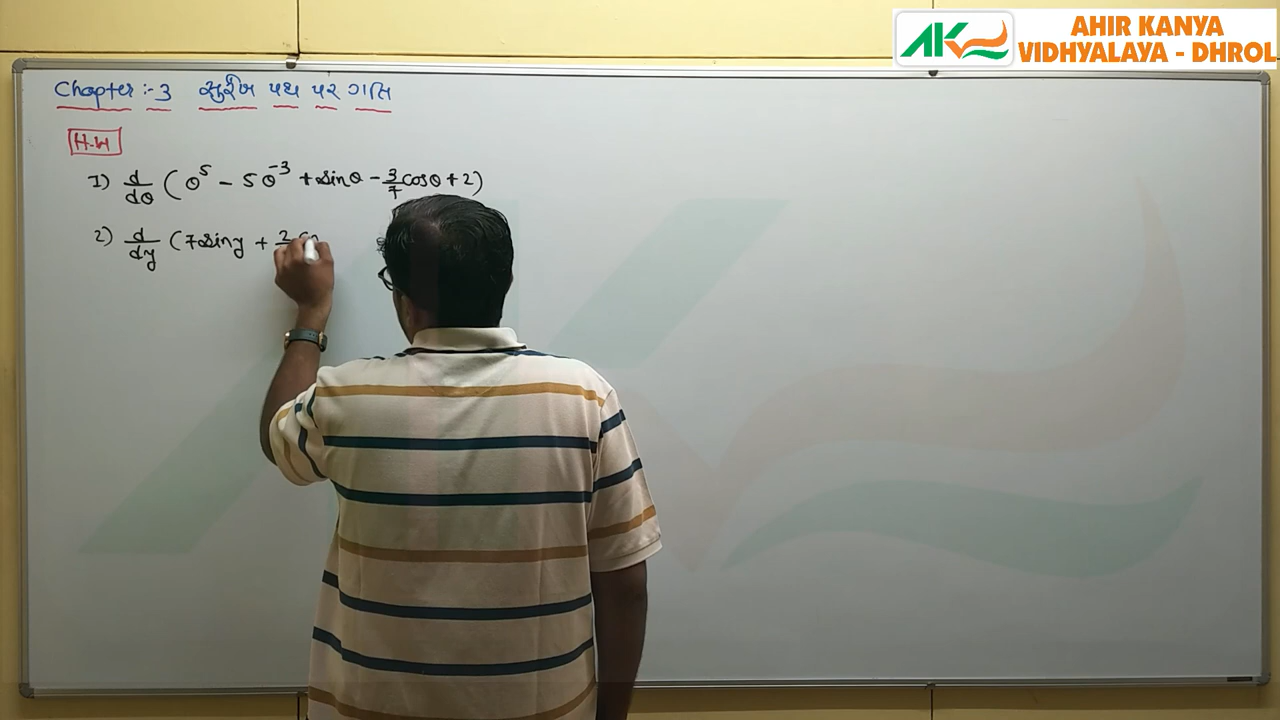 AHIR KANYA
VIDHYALAYA - DHROL
Chapter :- 3 સુરેખ પથ પર ગતિ
H.W
1) d/dθ (θ⁵ - 5θ⁻³ + sinθ - 3/7 cosθ + 2)
2) d/dy (7siny + 2